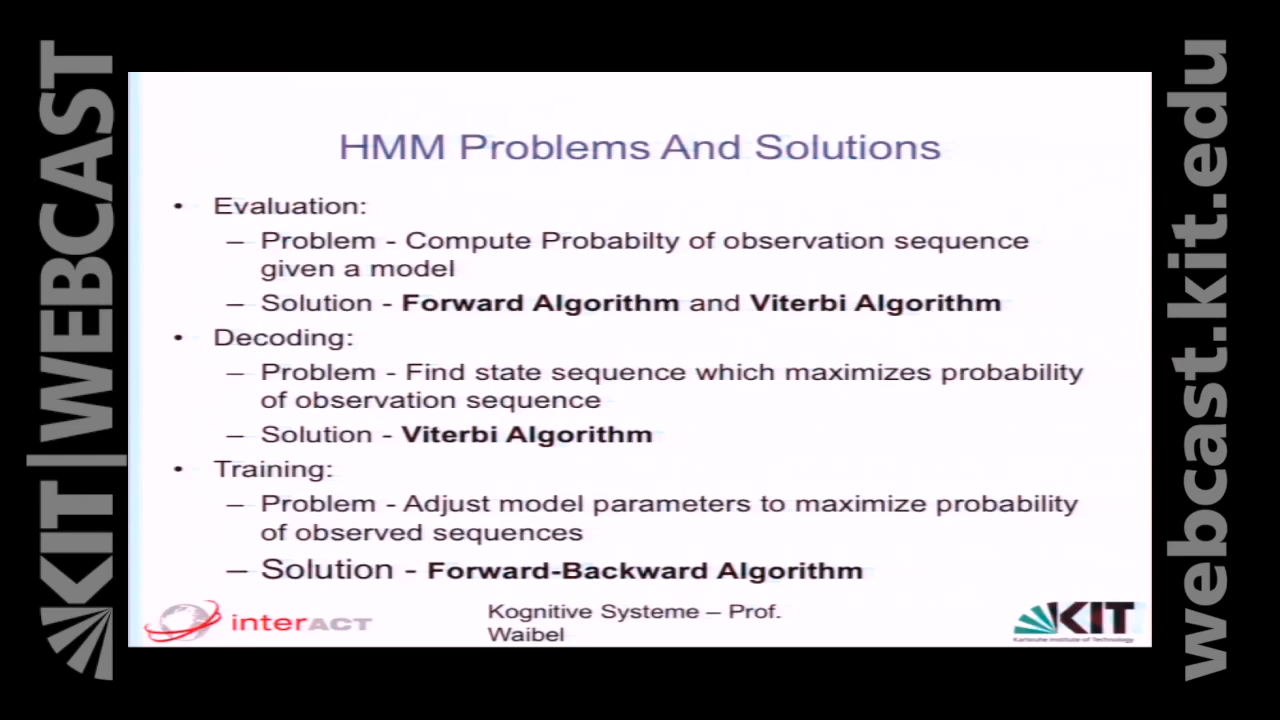 KIT|WEBCAST
HMM Problems And Solutions
• Evaluation:
– Problem - Compute Probabilty of observation sequence
given a model
– Solution - Forward Algorithm and Viterbi Algorithm
• Decoding:
– Problem - Find state sequence which maximizes probability
of observation sequence
– Solution - Viterbi Algorithm
• Training:
– Problem - Adjust model parameters to maximize probability
of observed sequences
– Solution - Forward-Backward Algorithm
interACT
Kognitive Systeme – Prof.
Waibel
KIT
Karlsruhe Institute of Technology
webcast.kit.edu